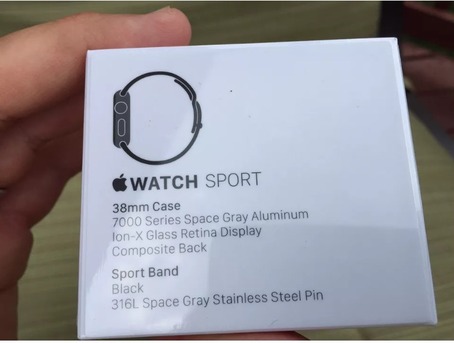 WATCH SPORT
38mm Case
7000 Series Space Gray Aluminum
Ion-X Glass Retina Display
Composite Back
Sport Band
Black
316L Space Gray Stainless Steel Pin